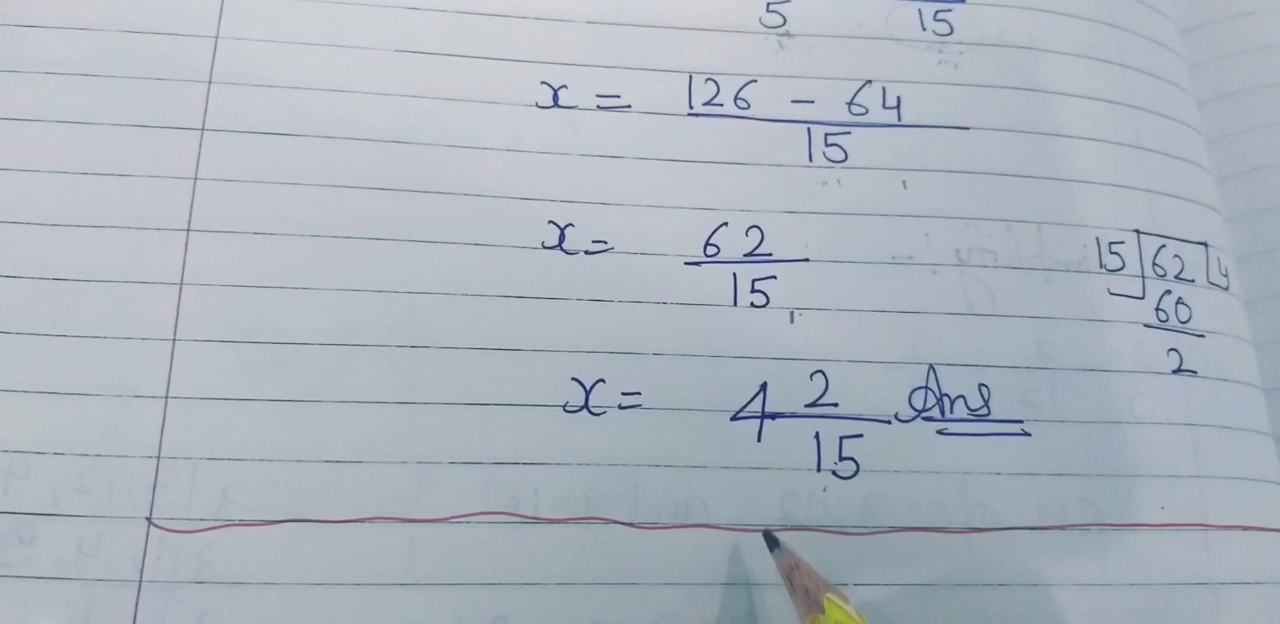 5 15
x = 126 - 64
15
x = 62
15
15 62 4
60
2
x = 4 2 Ans
15